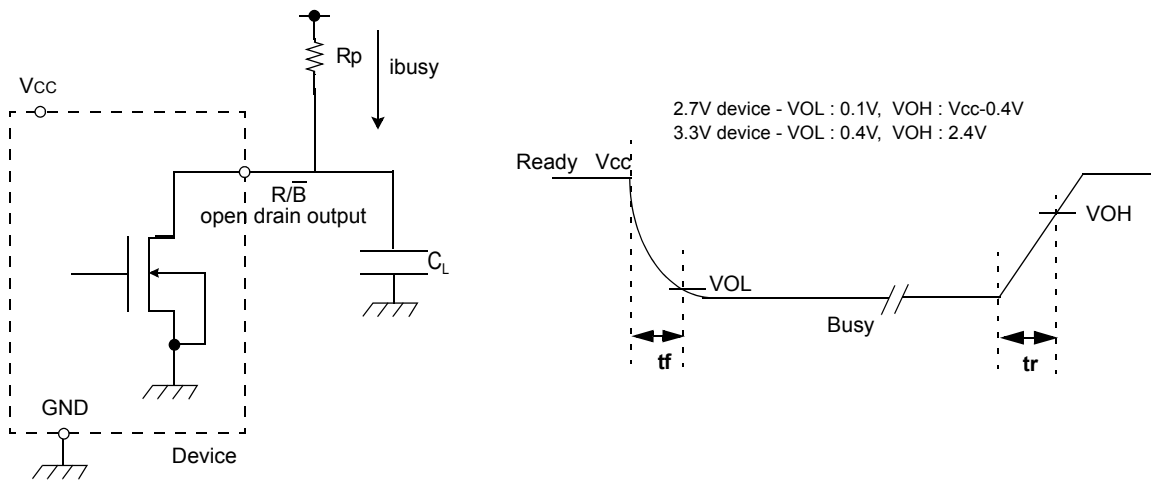 Rp
ibusy
VCC
R/B̅
open drain output
CL
GND
Device
2.7V device - VOL : 0.1V, VOH : Vcc-0.4V
3.3V device - VOL : 0.4V, VOH : 2.4V
Ready Vcc
VOH
VOL
Busy
tf
tr